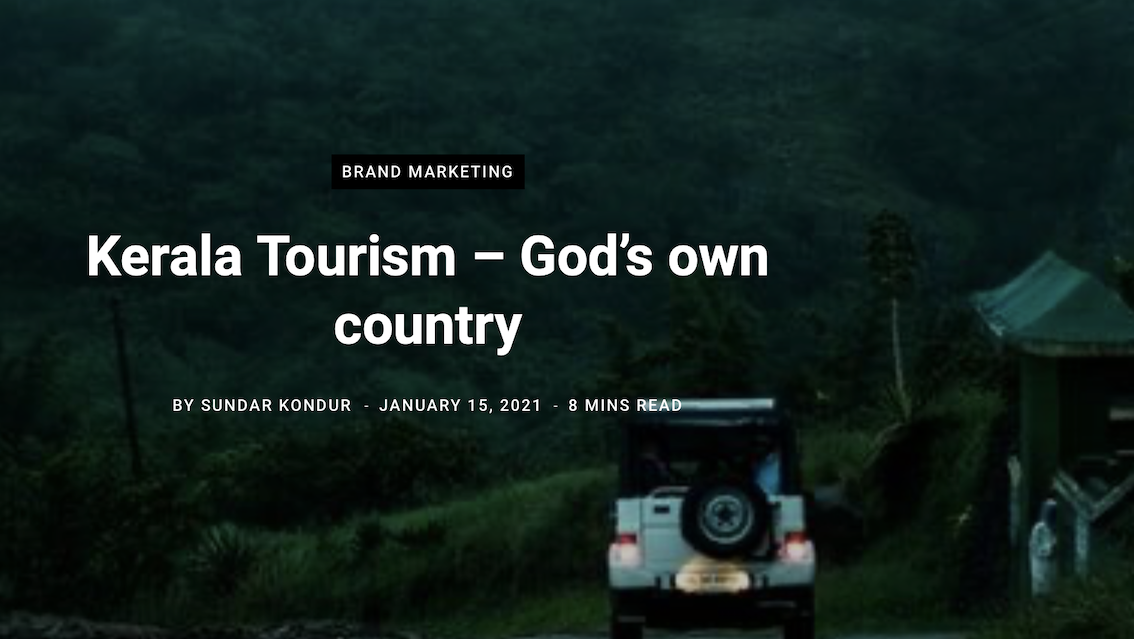 BRAND MARKETING
Kerala Tourism – God’s own
country
BY SUNDAR KONDUR - JANUARY 15, 2021 - 8 MINS READ